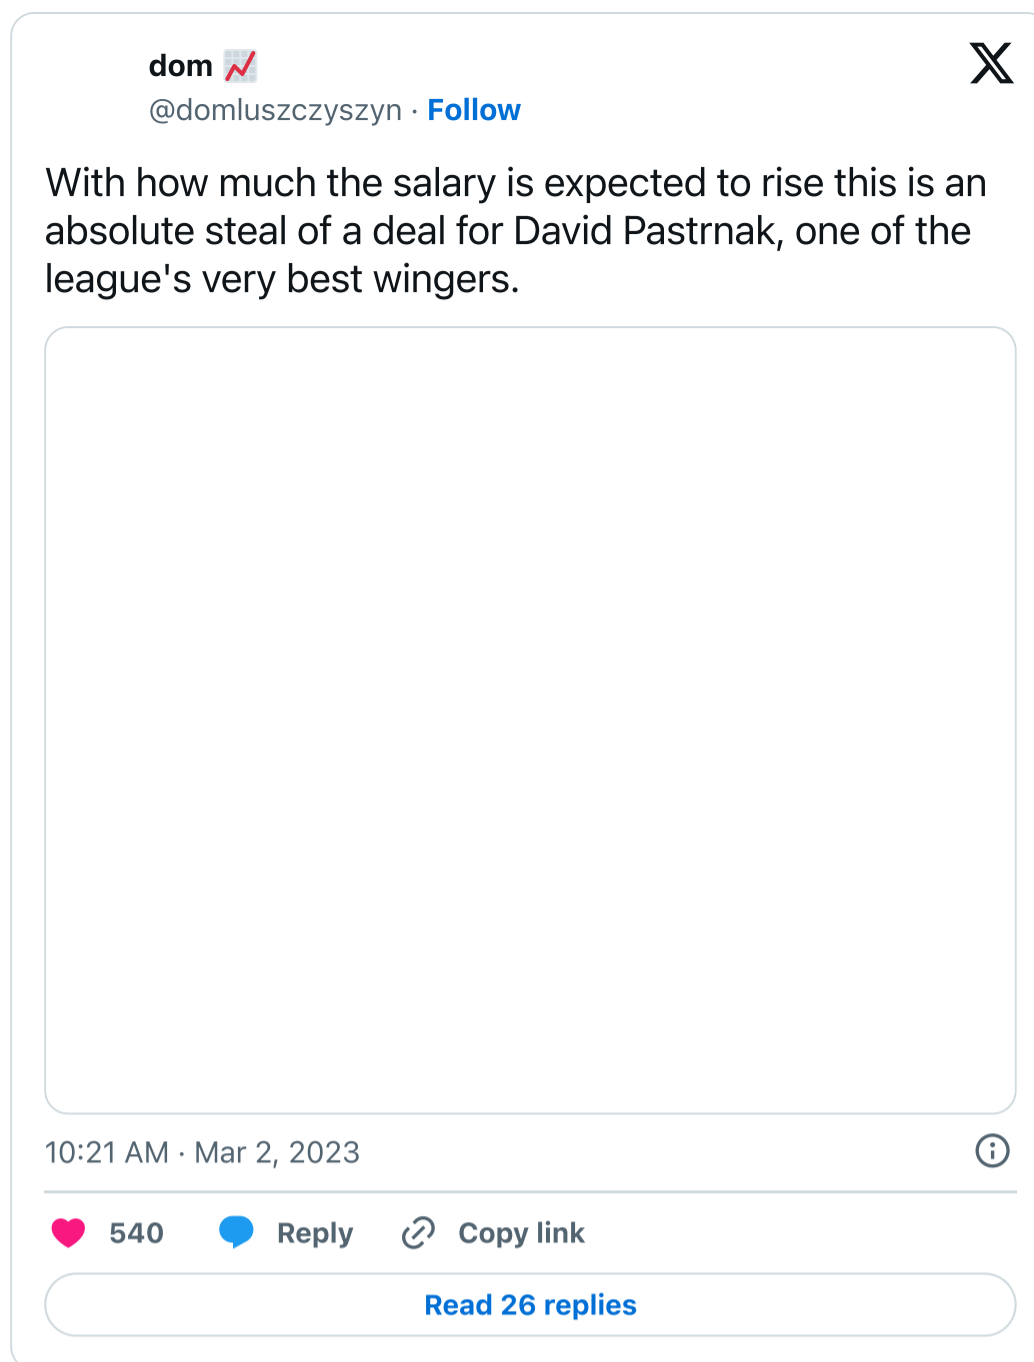 dom 📈
@domluszczyszyn · Follow
With how much the salary is expected to rise this is an
absolute steal of a deal for David Pastrnak, one of the
league's very best wingers.
10:21 AM · Mar 2, 2023
540 Reply Copy link
Read 26 replies